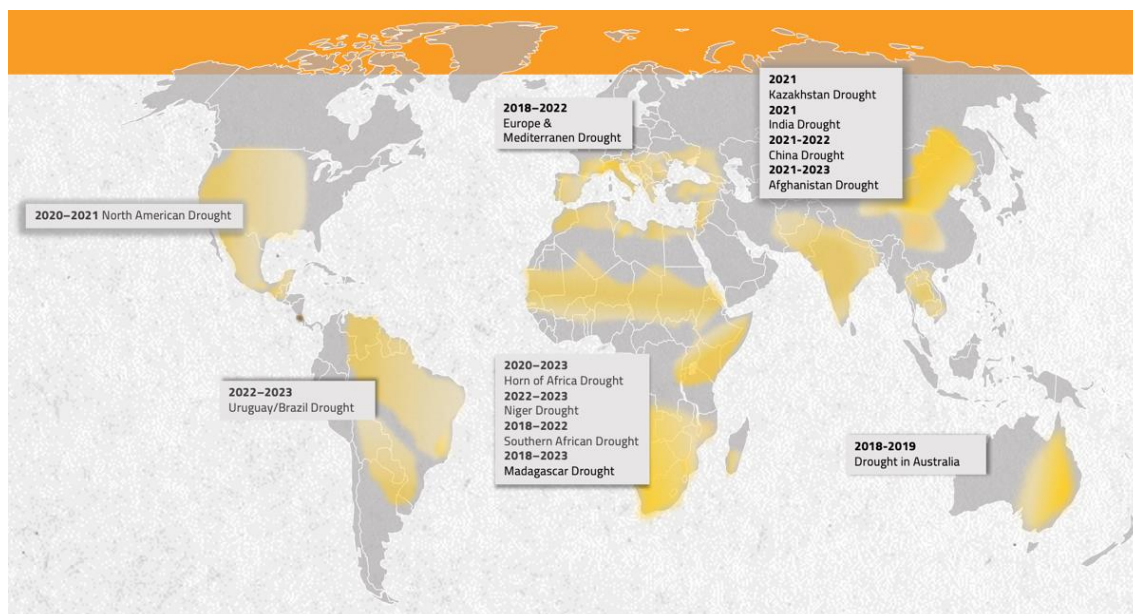 2018–2022
Europe &
Mediterranen Drought
2021
Kazakhstan Drought
2021
India Drought
2021-2022
China Drought
2021-2023
Afghanistan Drought
2020–2021 North American Drought
2022–2023
Uruguay/Brazil Drought
2020–2023
Horn of Africa Drought
2022–2023
Niger Drought
2018–2022
Southern African Drought
2018–2023
Madagascar Drought
2018-2019
Drought in Australia